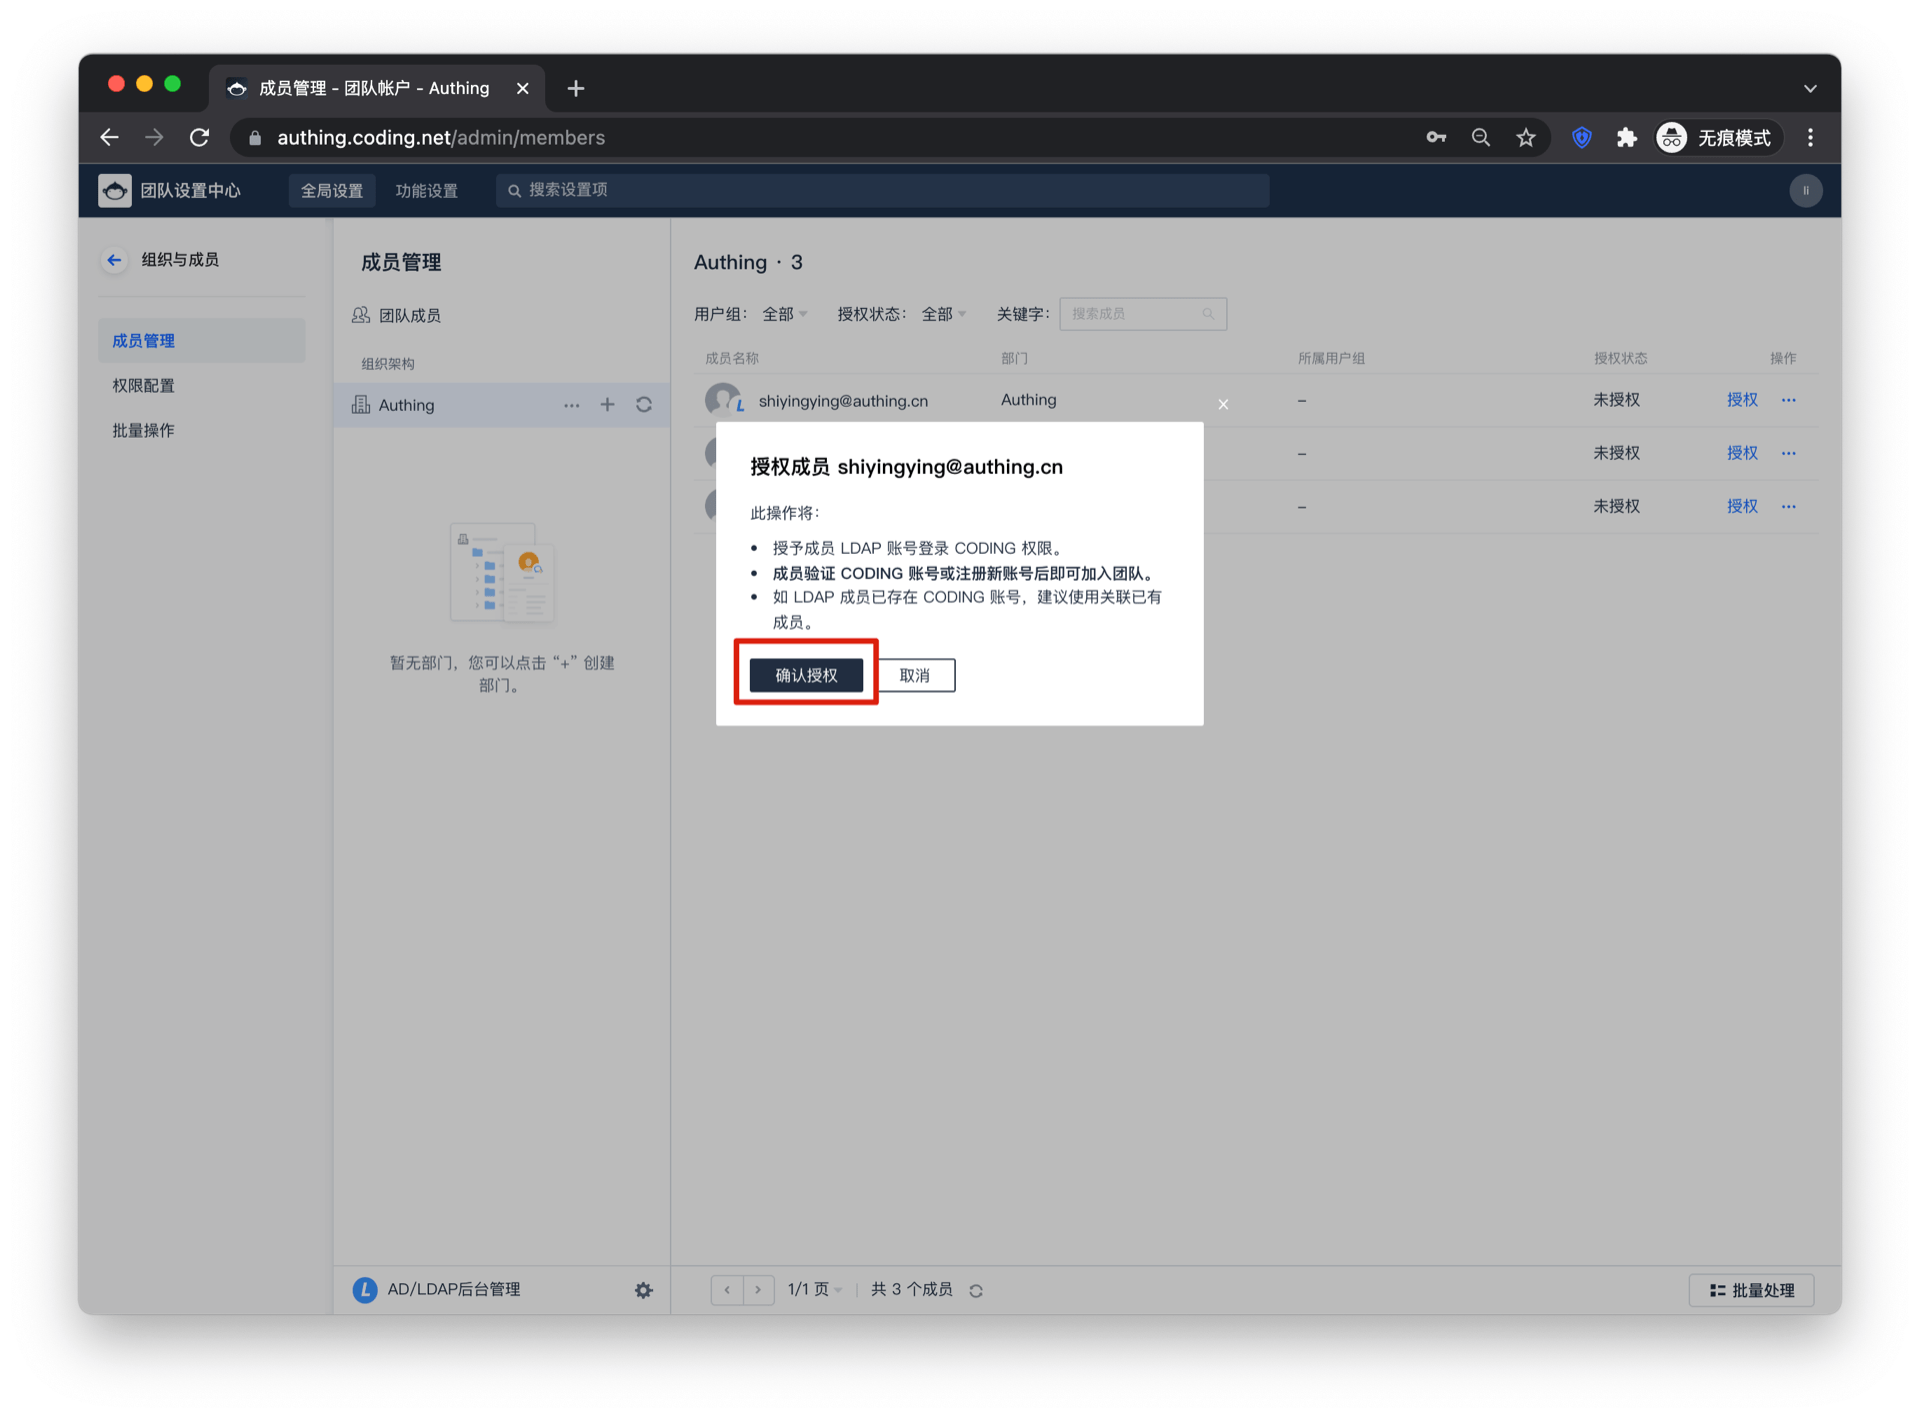 成员管理 - 团队帐户 - Authing
authing.coding.net/admin/members
无痕模式
团队设置中心
全局设置
功能设置
搜索设置项
li
组织与成员
成员管理
权限配置
批量操作
成员管理
团队成员
组织架构
Authing
暂无部门，您可以点击 “+” 创建
部门。
L AD/LDAP后台管理
Authing · 3
用户组： 全部
授权状态： 全部
关键字： 搜索成员
成员名称 部门 所属用户组 授权状态 操作
L shiyingying@authing.cn Authing – 未授权 授权 ···
– 未授权 授权 ···
– 未授权 授权 ···
授权成员 shiyingying@authing.cn
此操作将：
• 授予成员 LDAP 账号登录 CODING 权限。
• 成员验证 CODING 账号或注册新账号后即可加入团队。
• 如 LDAP 成员已存在 CODING 账号，建议使用关联已有
成员。
确认授权 取消
1/1 页
共 3 个成员
批量处理